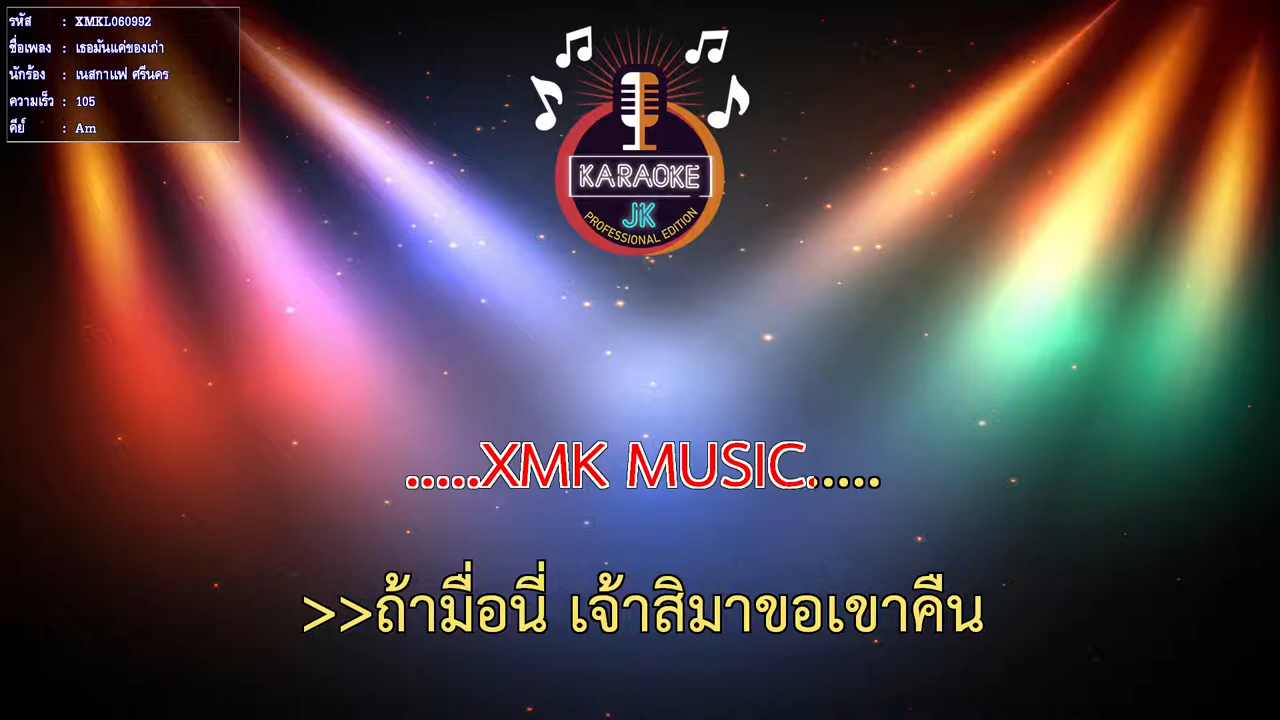 รหัส : XMKL060992
ชื่อเพลง : เธอมันแค่ของเก่า
นักร้อง : เนสกาแฟ ศรีนคร
ความเร็ว : 105
คีย์ : Am
KARAOKE
JK
PROFESSIONAL EDITION
.....XMK MUSIC.....
>>ถ้ามื่อนี่ เจ้าสิมาขอเขาคืน